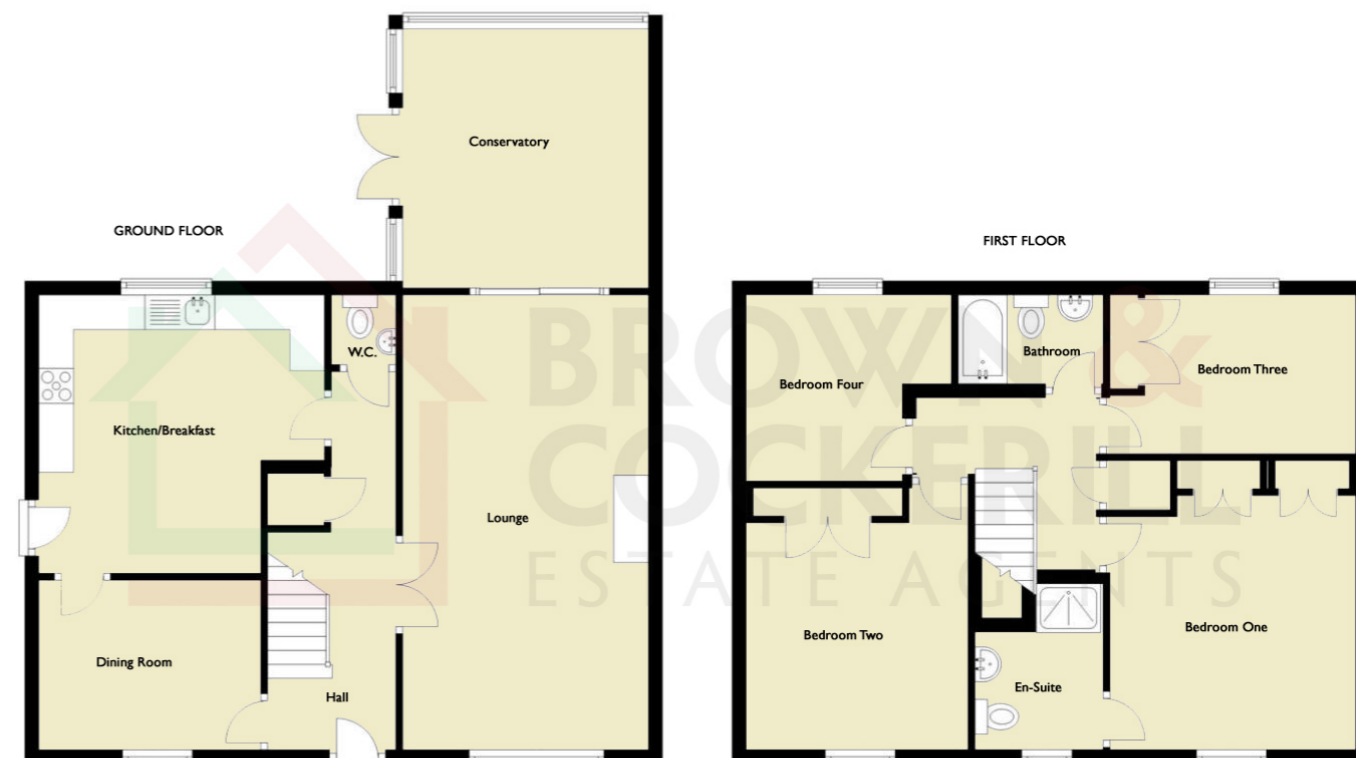 GROUND FLOOR
Conservatory
W.C.
Kitchen/Breakfast
Lounge
Dining Room
Hall
FIRST FLOOR
Bathroom
Bedroom Four
Bedroom Three
Bedroom Two
Bedroom One
En-Suite
BROWN &
COCKERILL
ESTATE AGENTS